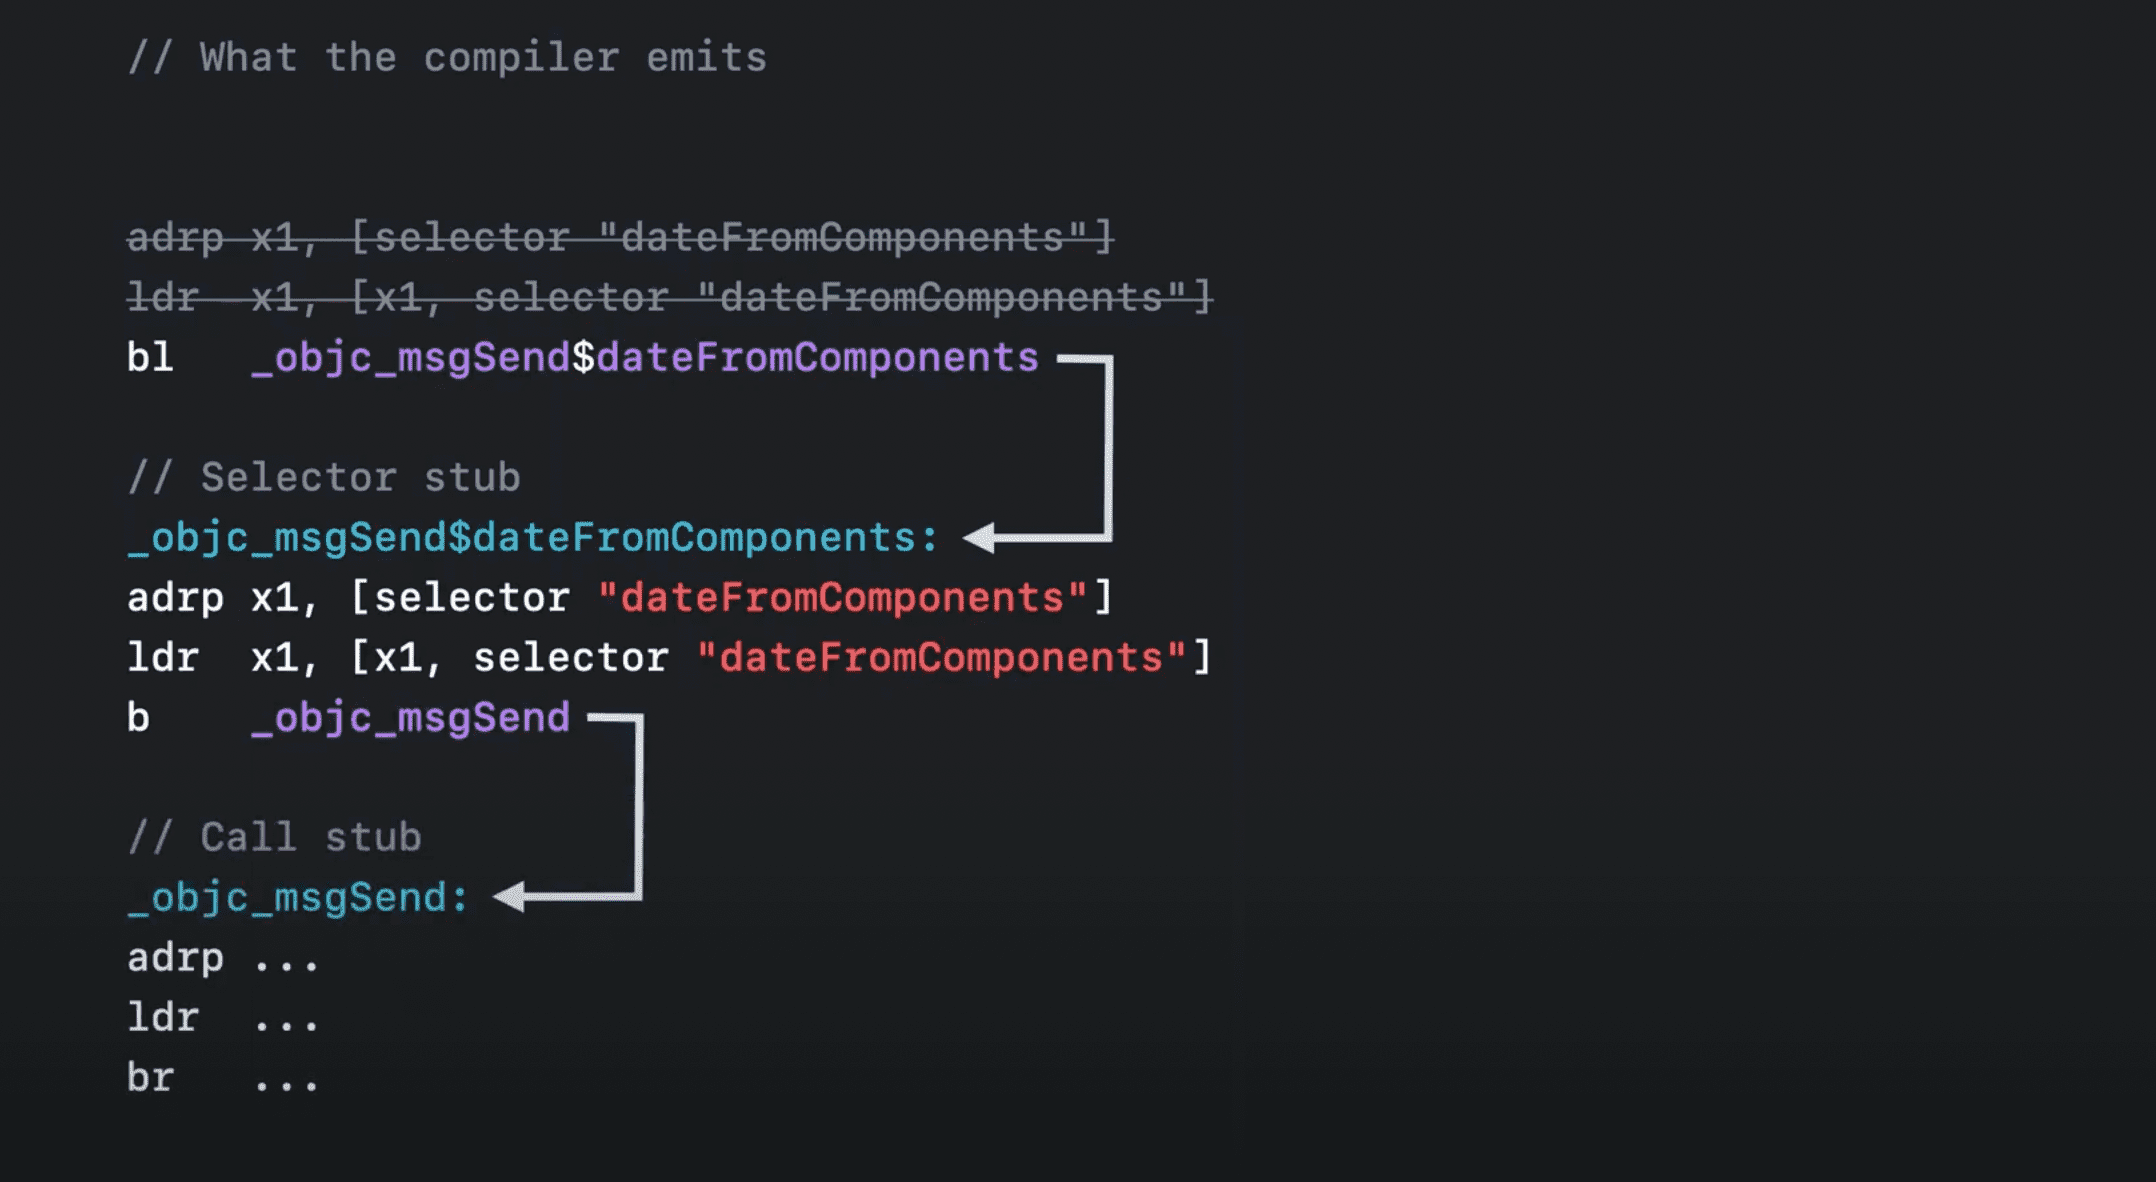 // What the compiler emits
adrp x1, [selector "dateFromComponents"]
ldr  x1, [x1, selector "dateFromComponents"]
bl   _objc_msgSend$dateFromComponents
// Selector stub
_objc_msgSend$dateFromComponents:
adrp x1, [selector "dateFromComponents"]
ldr  x1, [x1, selector "dateFromComponents"]
b    _objc_msgSend
// Call stub
_objc_msgSend:
adrp ...
ldr  ...
br   ...